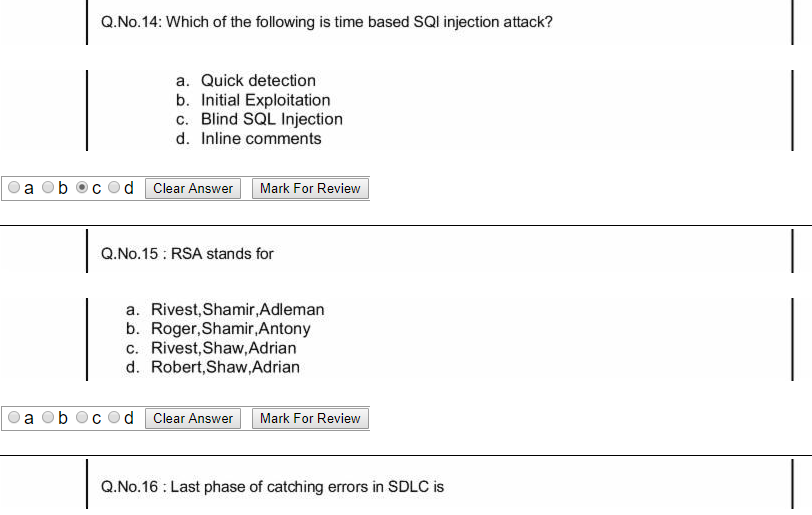 Q.No.14: Which of the following is time based SQl injection attack?
a. Quick detection
b. Initial Exploitation
c. Blind SQL Injection
d. Inline comments
a b c d Clear Answer Mark For Review
Q.No.15 : RSA stands for
a. Rivest,Shamir,Adleman
b. Roger,Shamir,Antony
c. Rivest,Shaw,Adrian
d. Robert,Shaw,Adrian
a b c d Clear Answer Mark For Review
Q.No.16 : Last phase of catching errors in SDLC is